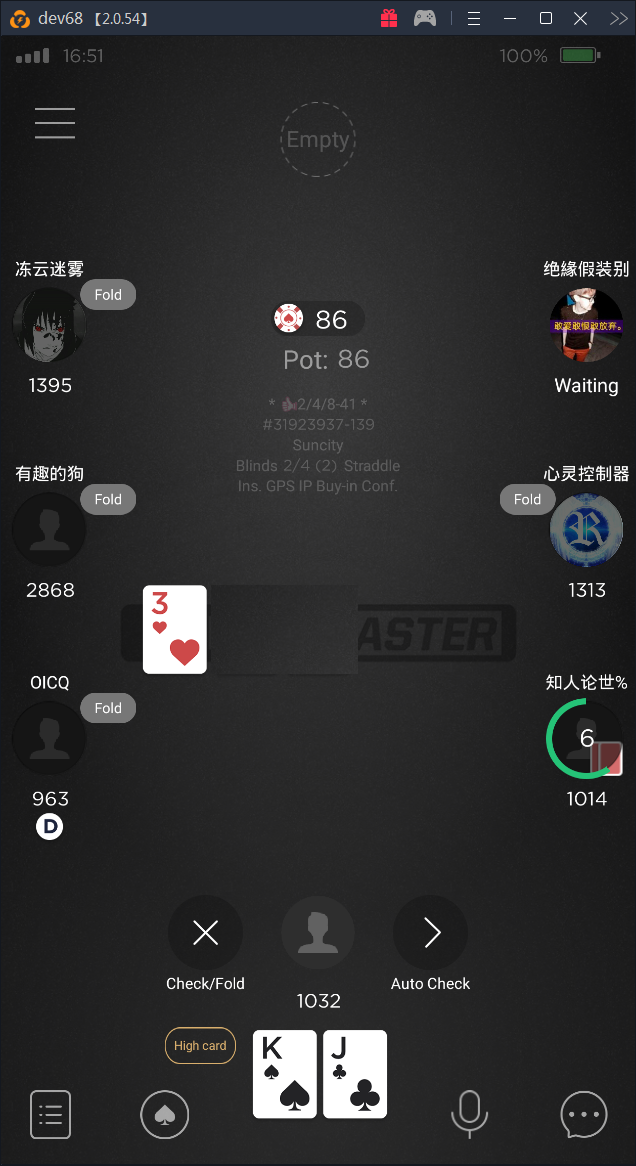 dev68 【2.0.54】
16:51
100%
Empty
冻云迷雾
绝緣假装别
Fold
敢爱敢恨敢放弃。
86
Pot: 86
1395
Waiting
* 👍🏻2/4/8-41 *
#31923937-139
Suncity
Blinds 2/4 (2) Straddle
Ins. GPS IP Buy-in Conf.
有趣的狗
心灵控制器
Fold
Fold
R
2868
1313
3
ASTER
OICQ
知人论世%
Fold
6
963
1014
D
Check/Fold
1032
Auto Check
High card
K
J